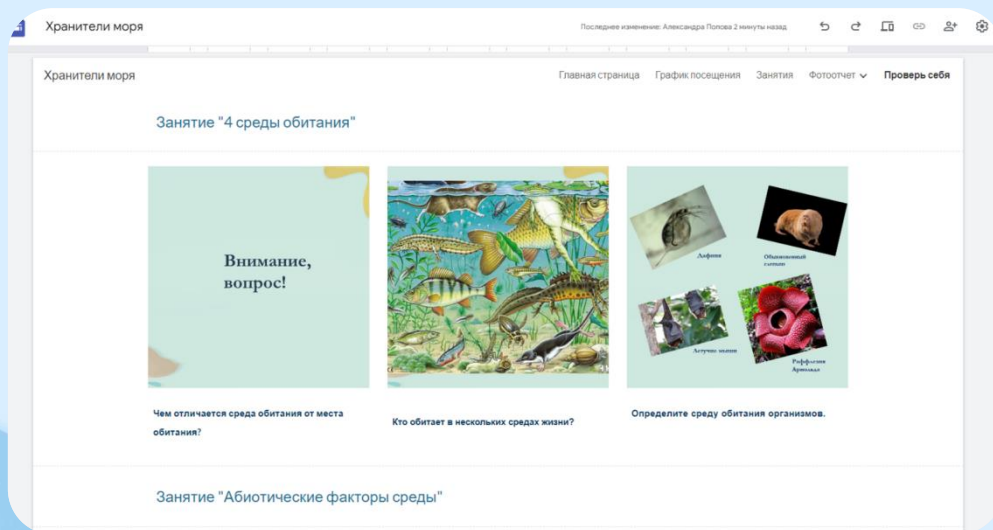 Хранители моря
Последнее изменение: Александра Попова 2 минуты назад
Хранители моря
Главная страница График посещения Занятия Фотоотчет Проверь себя
Занятие "4 среды обитания"
Внимание,
вопрос!
Дафния
Обыкновенный
слепыш
Летучие мыши
Раффлезия
Арнольда
Чем отличается среда обитания от места
обитания?
Кто обитает в нескольких средах жизни?
Определите среду обитания организмов.
Занятие "Абиотические факторы среды"